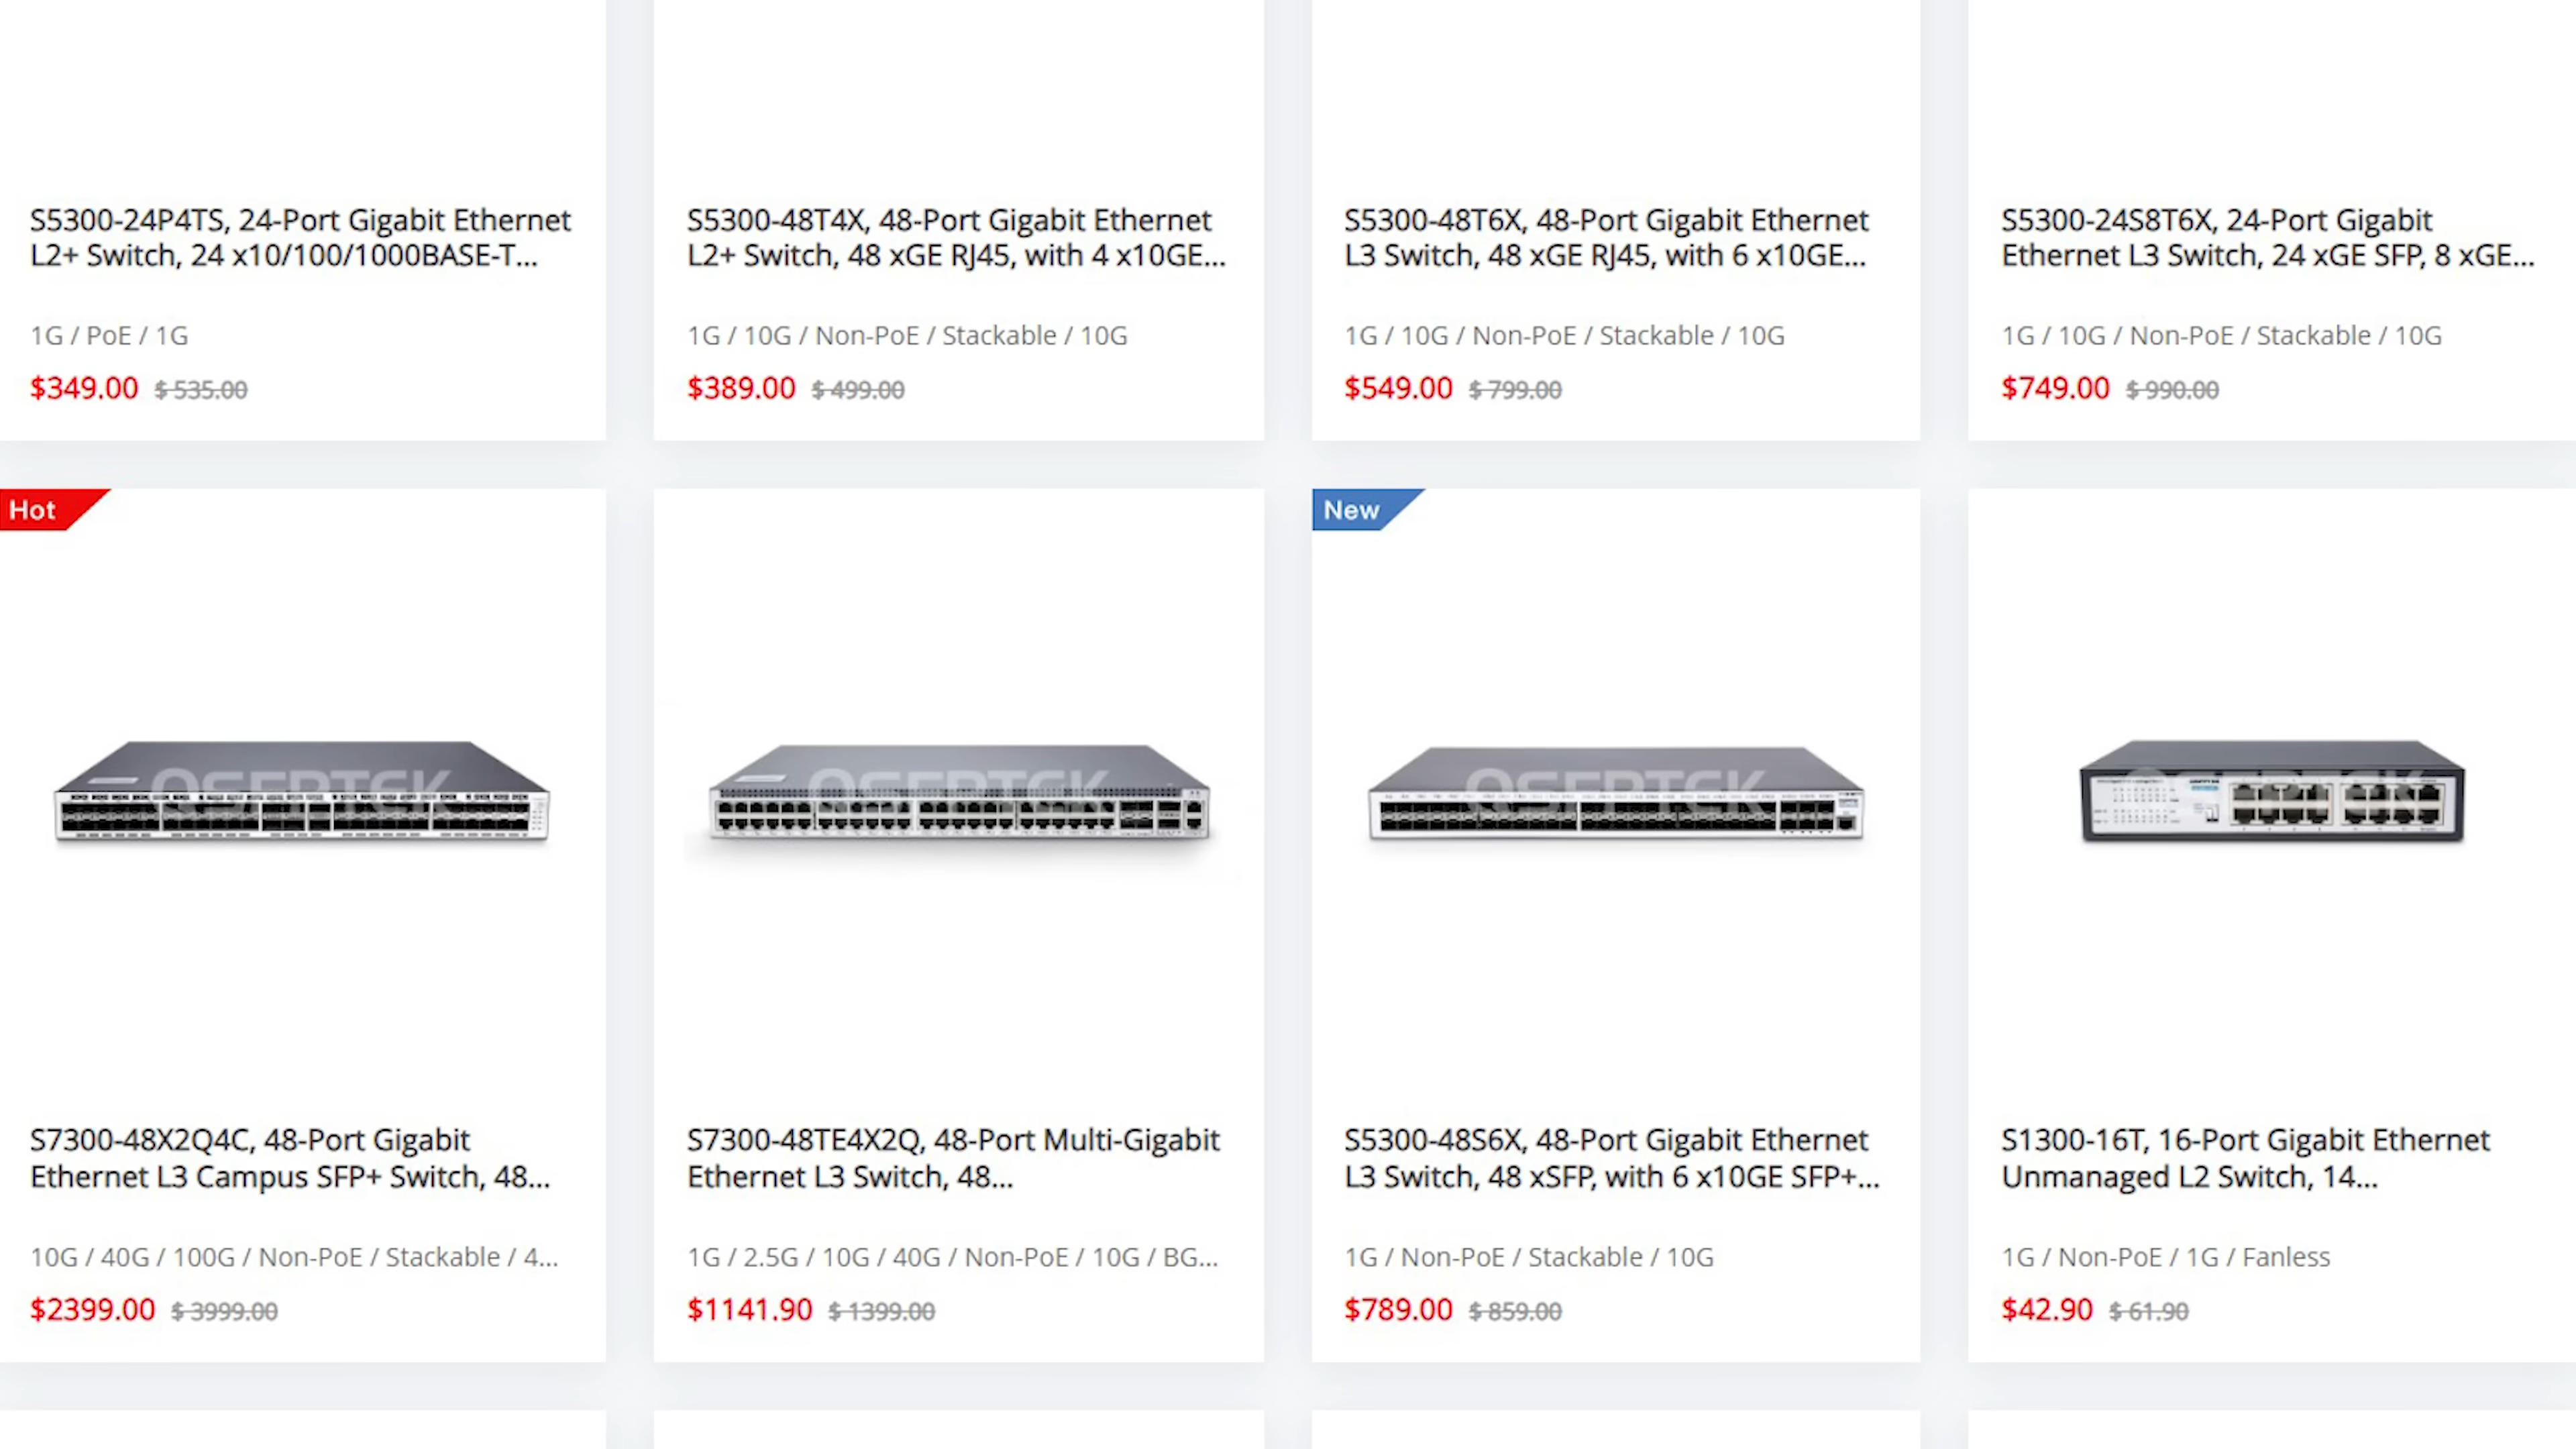 S5300-24P4TS, 24-Port Gigabit Ethernet
L2+ Switch, 24 x10/100/1000BASE-T...
1G / PoE / 1G
$349.00 $ 535.00
S5300-48T4X, 48-Port Gigabit Ethernet
L2+ Switch, 48 xGE RJ45, with 4 x10GE...
1G / 10G / Non-PoE / Stackable / 10G
$389.00 $ 499.00
S5300-48T6X, 48-Port Gigabit Ethernet
L3 Switch, 48 xGE RJ45, with 6 x10GE...
1G / 10G / Non-PoE / Stackable / 10G
$549.00 $ 799.00
S5300-24S8T6X, 24-Port Gigabit
Ethernet L3 Switch, 24 xGE SFP, 8 xGE...
1G / 10G / Non-PoE / Stackable / 10G
$749.00 $ 990.00
Hot
QSFPTEK
S7300-48X2Q4C, 48-Port Gigabit
Ethernet L3 Campus SFP+ Switch, 48...
10G / 40G / 100G / Non-PoE / Stackable / 4...
$2399.00 $ 3999.00
QSFPTEK
S7300-48TE4X2Q, 48-Port Multi-Gigabit
Ethernet L3 Switch, 48...
1G / 2.5G / 10G / 40G / Non-PoE / 10G / BG...
$1141.90 $ 1399.00
New
QSFPTEK
S5300-48S6X, 48-Port Gigabit Ethernet
L3 Switch, 48 xSFP, with 6 x10GE SFP+...
1G / Non-PoE / Stackable / 10G
$789.00 $ 859.00
QSFPTEK
S1300-16T, 16-Port Gigabit Ethernet
Unmanaged L2 Switch, 14...
1G / Non-PoE / 1G / Fanless
$42.90 $ 61.90